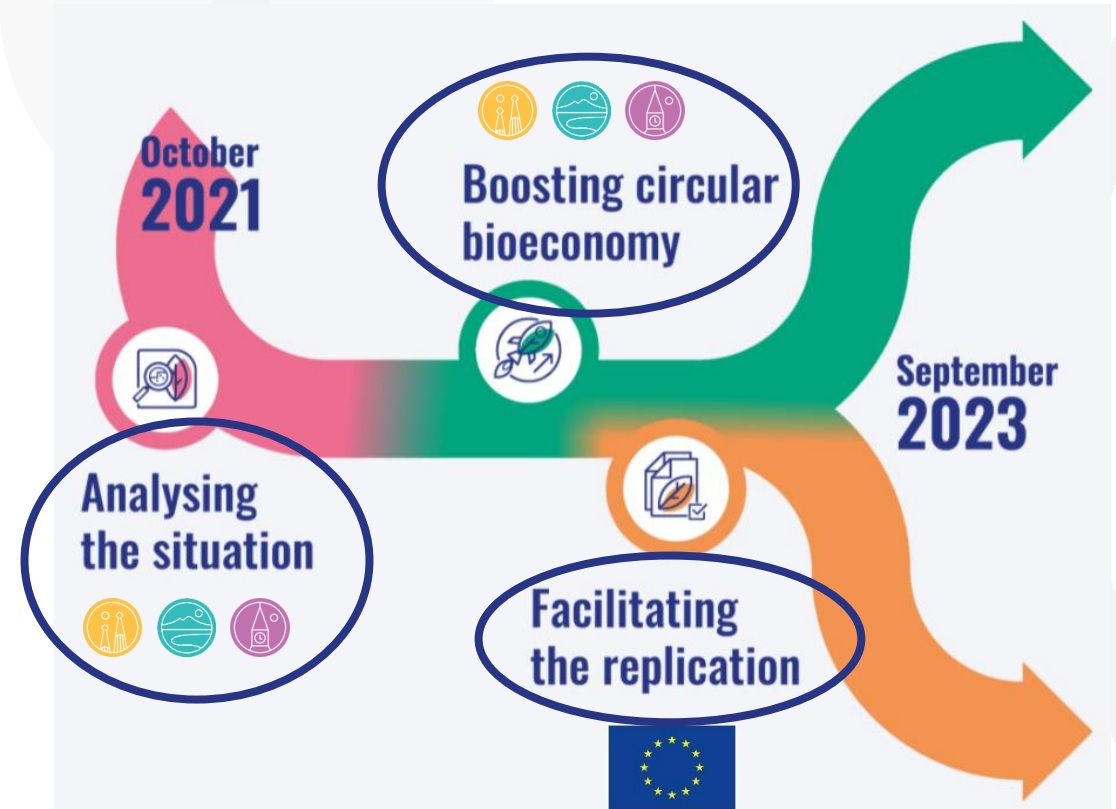 October
2021
Boosting circular
bioeconomy
September
2023
Analysing
the situation
Facilitating
the replication